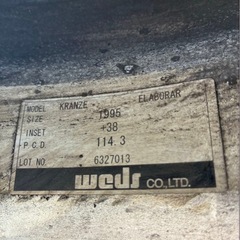 MODEL KRANZE- ELABORAR
SIZE 1995
INSET +38
P.C.D. 114.3
LOT NO. 6327013
weds CO.,LTD.